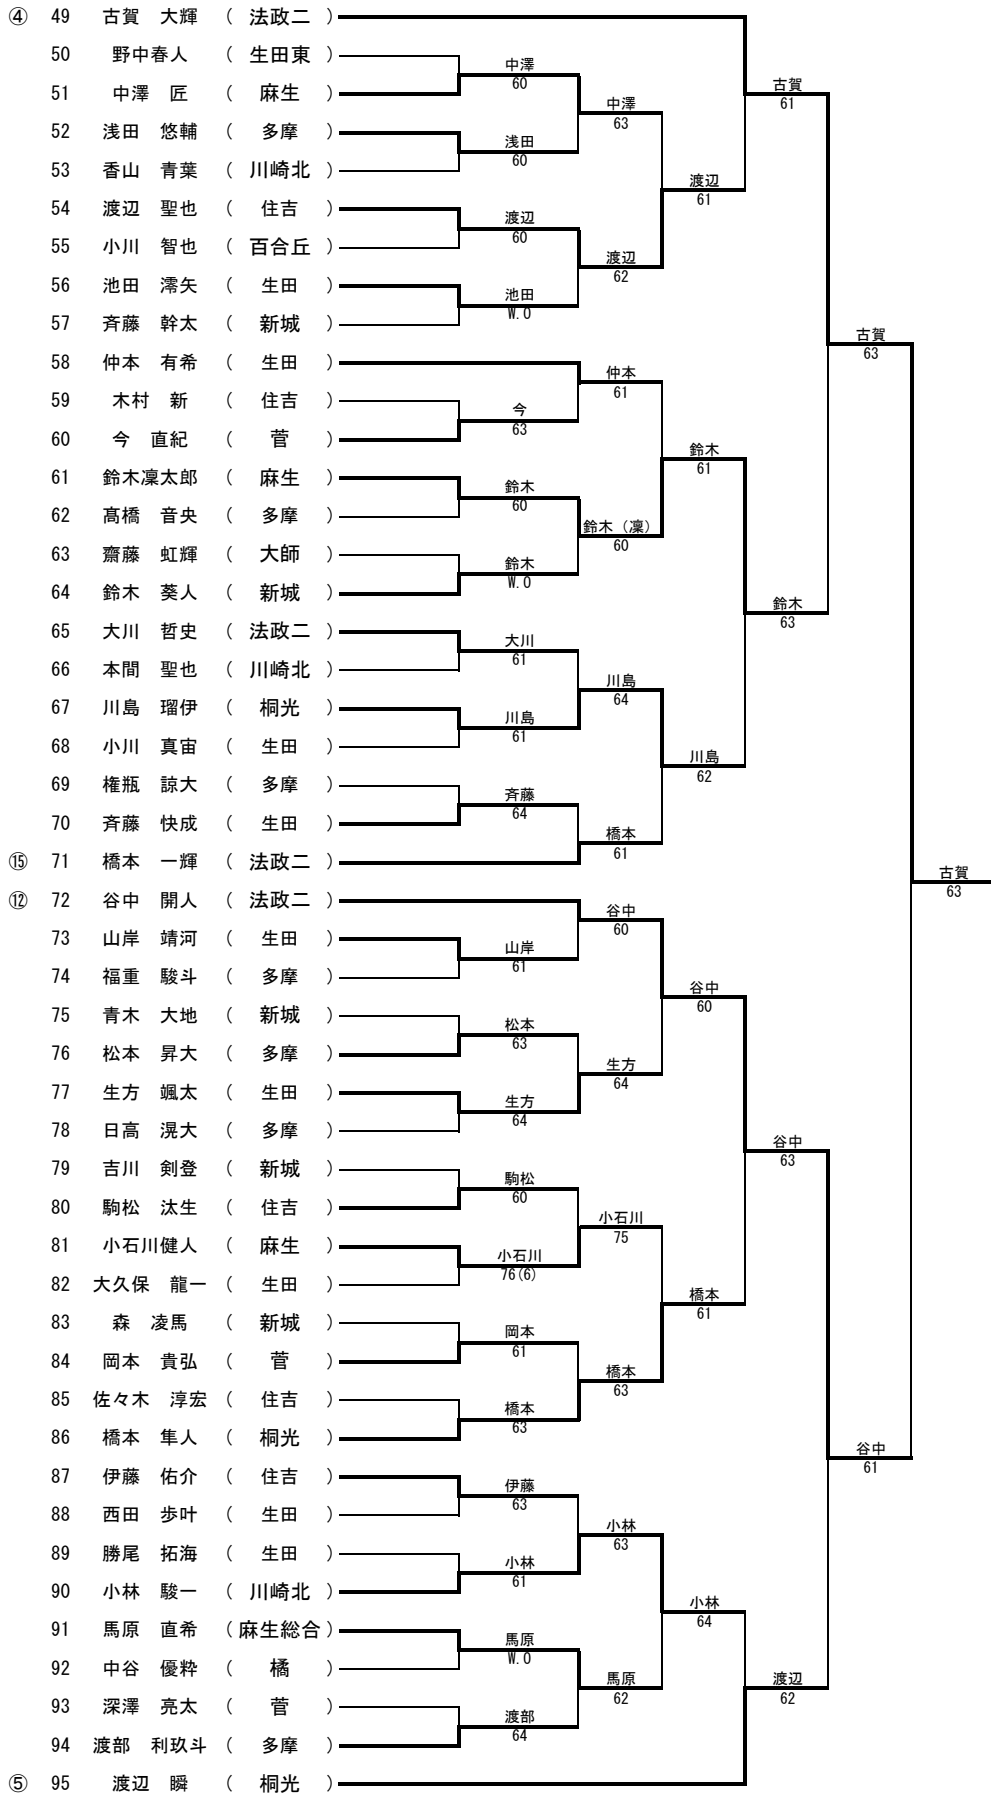 ④ 49 古賀 大輝 ( 法政二 )
50 野中春人 ( 生田東 )
51 中澤 匠 ( 麻生 )
52 浅田 悠輔 ( 多摩 )
53 香山 青葉 ( 川崎北 )
54 渡辺 聖也 ( 住吉 )
55 小川 智也 ( 百合丘 )
56 池田 澪矢 ( 生田 )
57 斉藤 幹太 ( 新城 )
58 仲本 有希 ( 生田 )
59 木村 新 ( 住吉 )
60 今 直紀 ( 菅 )
61 鈴木凜太郎 ( 麻生 )
62 髙橋 音央 ( 多摩 )
63 齋藤 虹輝 ( 大師 )
64 鈴木 葵人 ( 新城 )
65 大川 哲史 ( 法政二 )
66 本間 聖也 ( 川崎北 )
67 川島 瑠伊 ( 桐光 )
68 小川 真宙 ( 生田 )
69 権瓶 諒大 ( 多摩 )
70 斉藤 快成 ( 生田 )
⑮ 71 橋本 一輝 ( 法政二 )
⑫ 72 谷中 開人 ( 法政二 )
73 山岸 靖河 ( 生田 )
74 福重 駿斗 ( 多摩 )
75 青木 大地 ( 新城 )
76 松本 昇大 ( 多摩 )
77 生方 颯太 ( 生田 )
78 日高 滉大 ( 多摩 )
79 吉川 剣登 ( 新城 )
80 駒松 汰生 ( 住吉 )
81 小石川健人 ( 麻生 )
82 大久保 龍一 ( 生田 )
83 森 凌馬 ( 新城 )
84 岡本 貴弘 ( 菅 )
85 佐々木 淳宏 ( 住吉 )
86 橋本 隼人 ( 桐光 )
87 伊藤 佑介 ( 住吉 )
88 西田 歩叶 ( 生田 )
89 勝尾 拓海 ( 生田 )
90 小林 駿一 ( 川崎北 )
91 馬原 直希 ( 麻生総合 )
92 中谷 優粋 ( 橘 )
93 深澤 亮太 ( 菅 )
94 渡部 利玖斗 ( 多摩 )
⑤ 95 渡辺 瞬 ( 桐光 )
中澤
60
浅田
60
渡辺
60
池田
W.O
今
63
鈴木
60
鈴木
W.O
大川
61
川島
61
斉藤
64
山岸
61
松本
63
生方
64
駒松
60
小石川
76(6)
岡本
61
橋本
63
伊藤
63
小林
61
馬原
W.O
渡部
64
中澤
63
渡辺
62
仲本
61
鈴木（凜）
60
川島
64
橋本
61
谷中
60
生方
64
小石川
75
橋本
63
小林
63
馬原
62
渡辺
61
鈴木
61
川島
62
谷中
60
橋本
61
小林
64
古賀
61
鈴木
63
谷中
63
渡辺
62
古賀
63
谷中
61
古賀
63